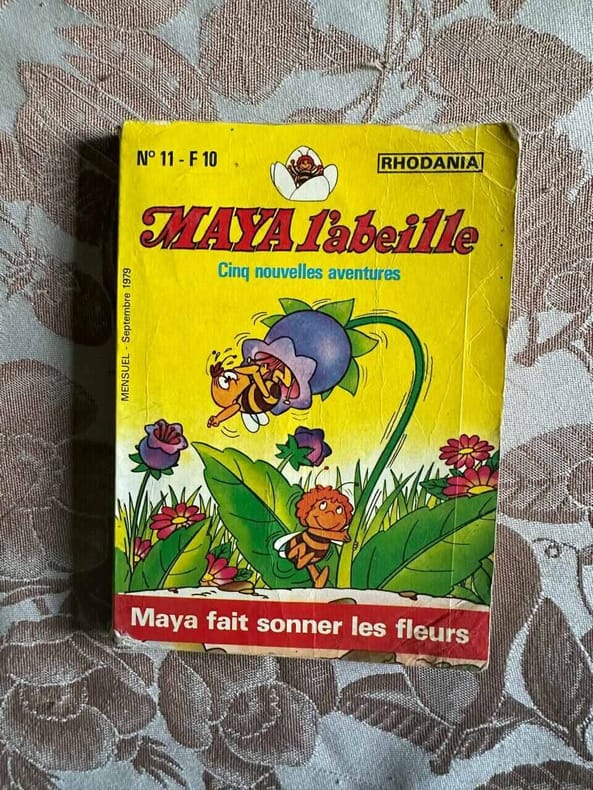 N° 11 - F 10
RHODANIA
MAYA l'abeille
Cinq nouvelles aventures
MENSUEL - Septembre 1979
Maya fait sonner les fleurs